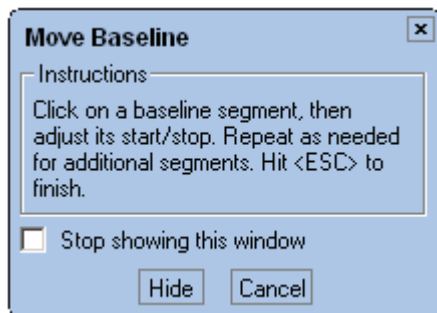 Move Baseline
Instructions
Click on a baseline segment, then
adjust its start/stop. Repeat as needed
for additional segments. Hit <ESC> to
finish.
Stop showing this window
Hide Cancel